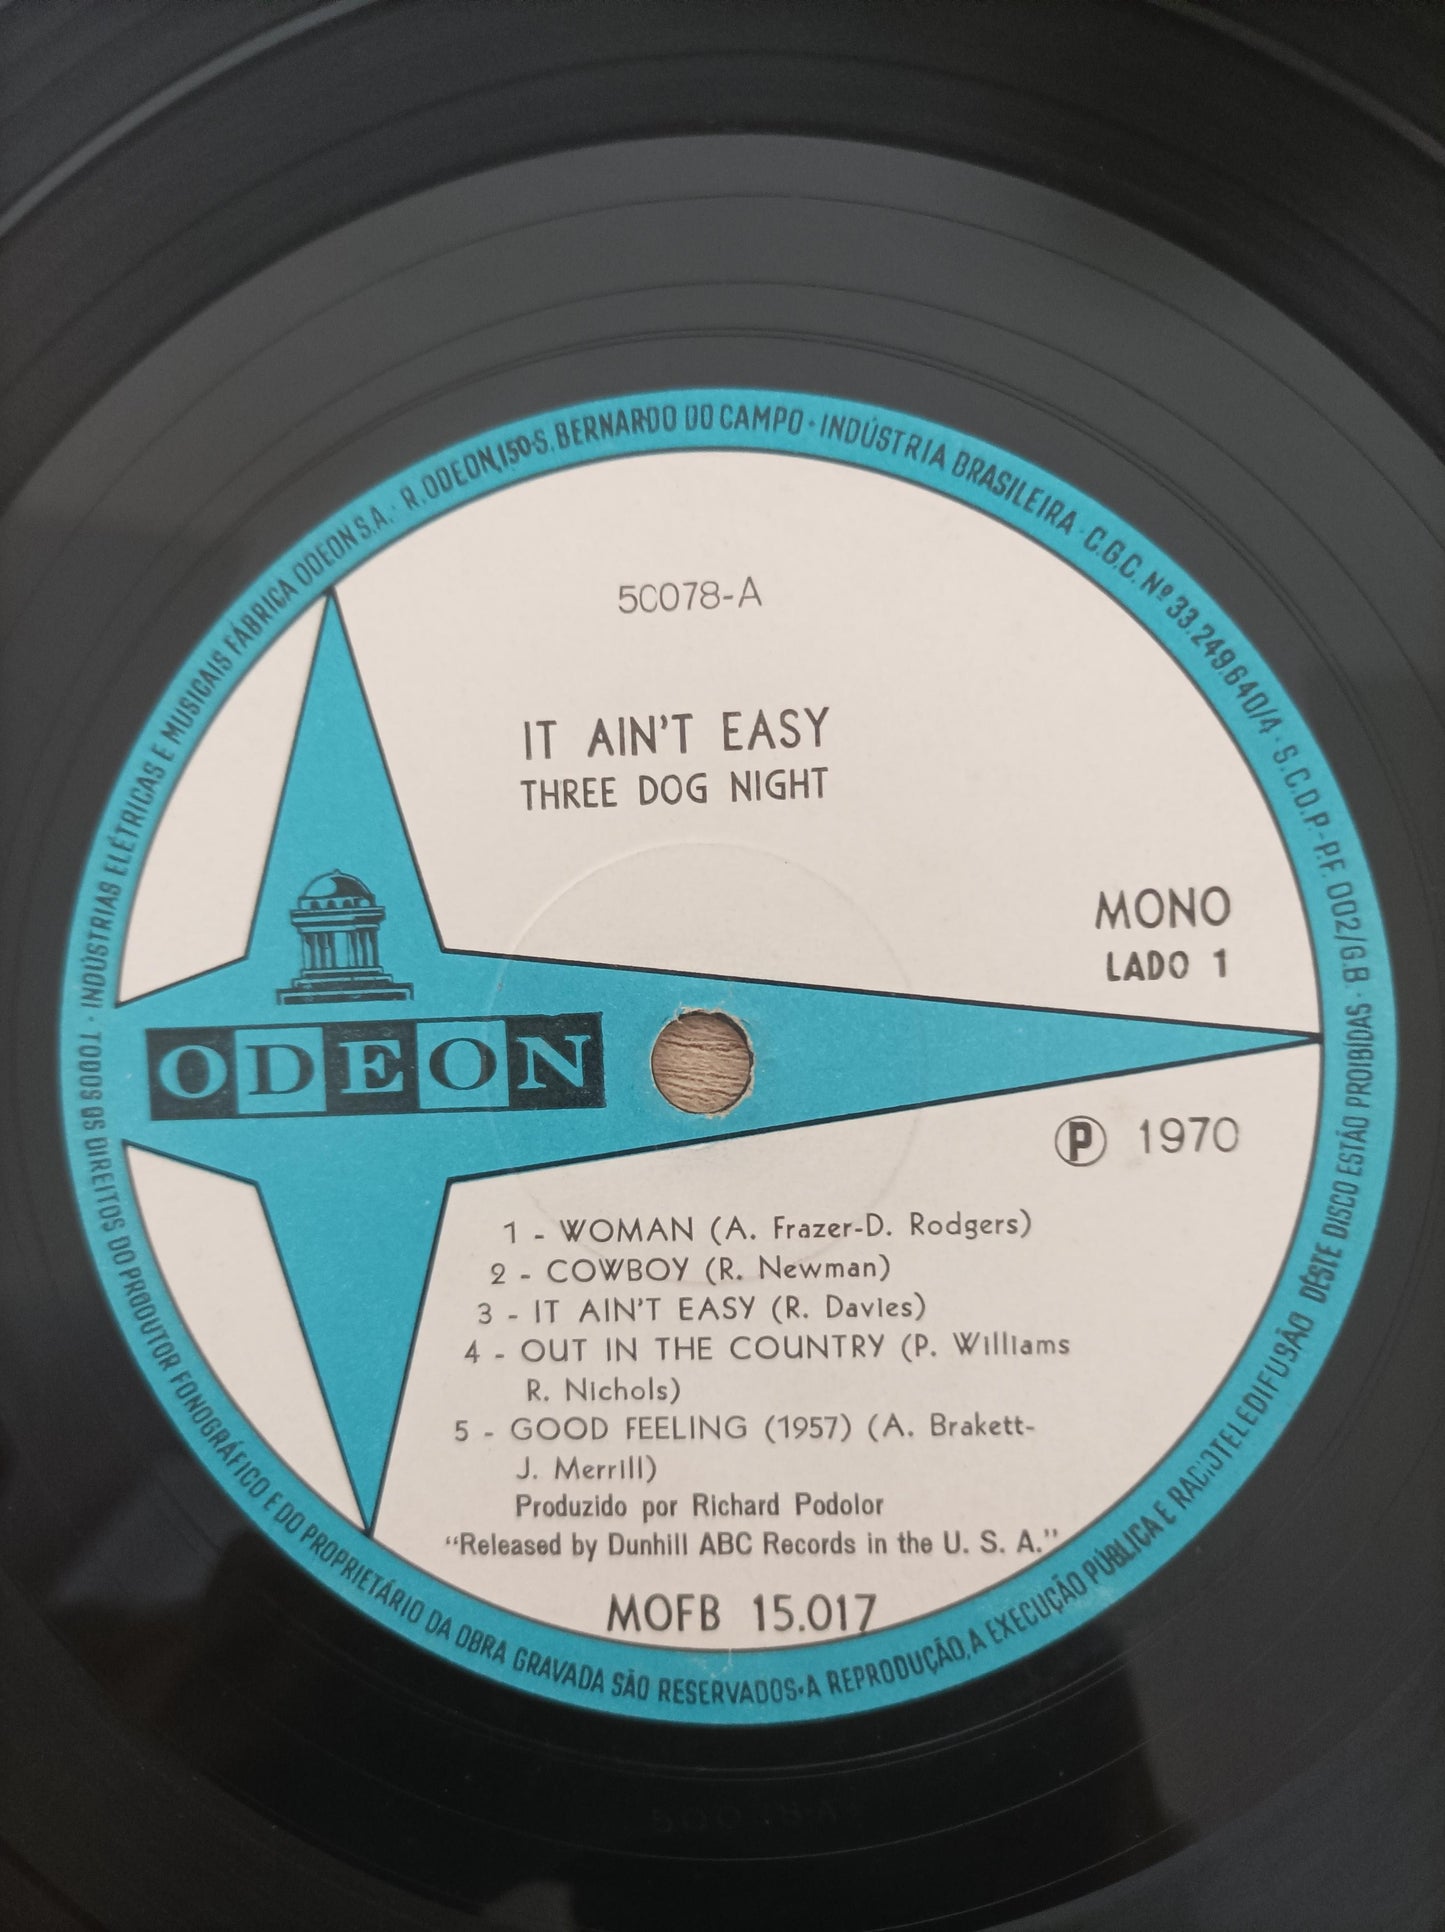 INDÚSTRIAS ELÉTRICAS E MUSICAIS FÁBRICA ODEON S.A. · R. ODEON, 150-S. BERNARDO DO CAMPO · INDÚSTRIA BRASILEIRA · C.G.C. Nº 33.249.640/4 · S.C.D.P.-P.F. 002/G.B ·
5C078-A
IT AIN'T EASY
THREE DOG NIGHT
MONO
LADO 1
ODEON
Ⓟ 1970
1 - WOMAN (A. Frazer-D. Rodgers)
2 - COWBOY (R. Newman)
3 - IT AIN'T EASY (R. Davies)
4 - OUT IN THE COUNTRY (P. Williams
R. Nichols)
5 - GOOD FEELING (1957) (A. Brakett-
J. Merrill)
Produzido por Richard Podolor
“Released by Dunhill ABC Records in the U. S. A.”
MOFB 15.017
TODOS OS DIREITOS DO PRODUTOR FONOGRÁFICO E DO PROPRIETÁRIO DA OBRA GRAVADA SÃO RESERVADOS·A REPRODUÇÃO, A EXECUÇÃO PÚBLICA E RADIOTELEDIFUSÃO DÊSTE DISCO ESTÃO PROIBIDAS ·